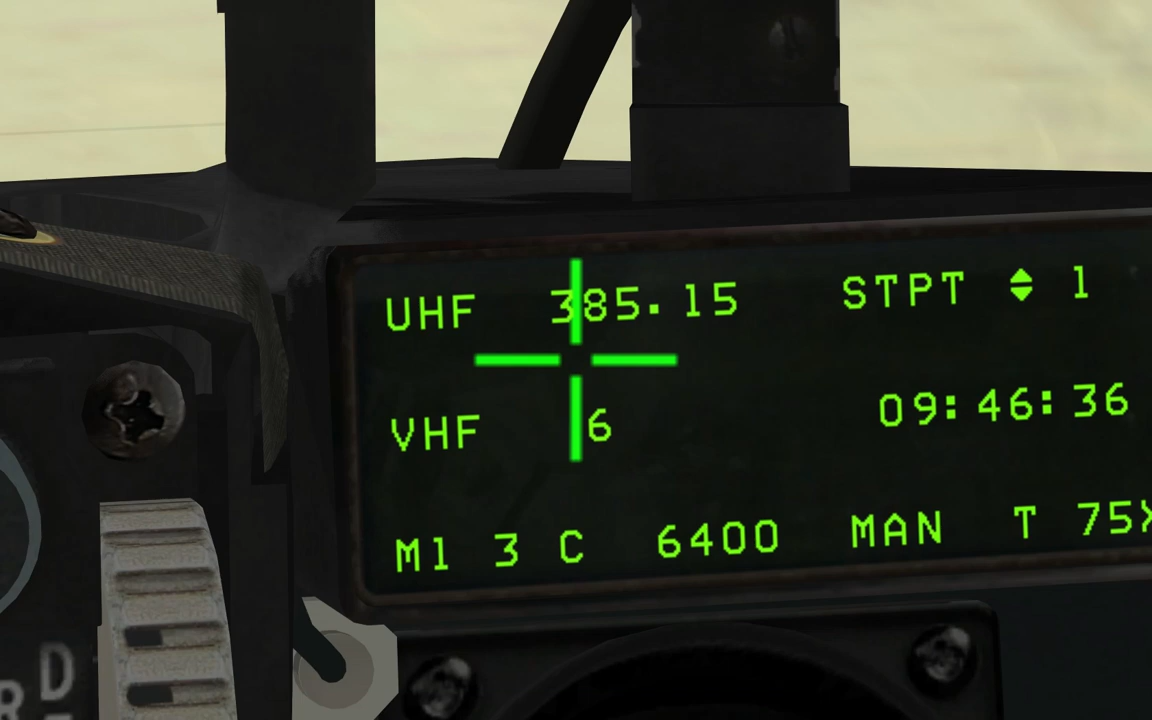 UHF 385.15 STPT 1
VHF 6 09:46:36
M1 3 C 6400 MAN T 75X
D
R